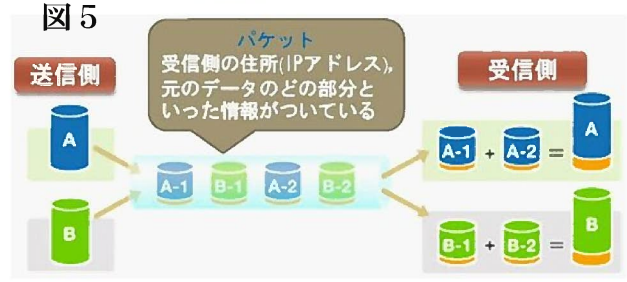 図5
パケット
受信側の住所(IPアドレス),
元のデータのどの部分と
いった情報がついている
送信側
受信側
A
B
A-1 B-1 A-2 B-2
A-1 + A-2 = A
B-1 + B-2 = B